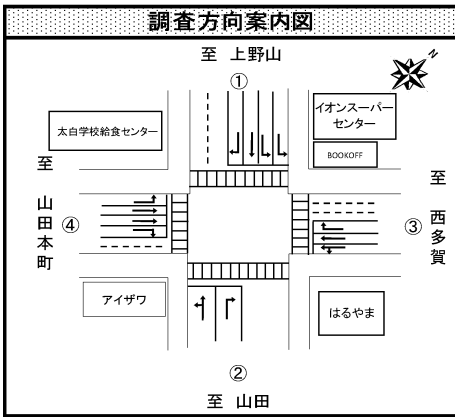 調査方向案内図
至 上野山
①
N
太白学校給食センター
イオンスーパー
センター
BOOKOFF
至 山田本町
④
至 西多賀
③
アイザワ
はるやま
②
至 山田